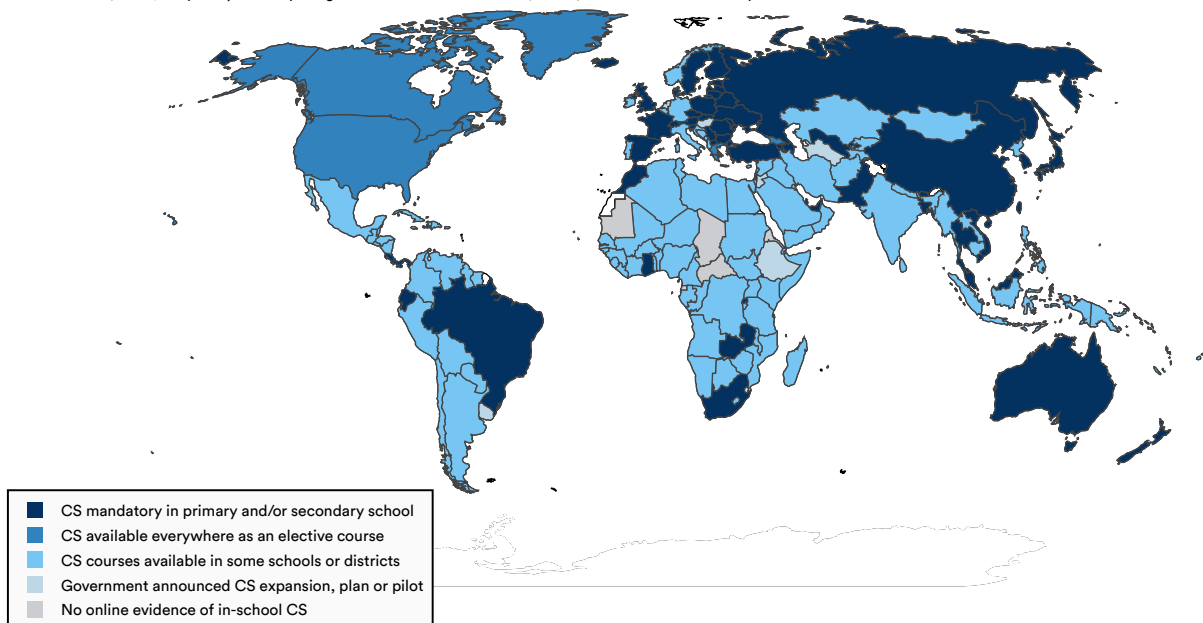 CS mandatory in primary and/or secondary school
CS available everywhere as an elective course
CS courses available in some schools or districts
Government announced CS expansion, plan or pilot
No online evidence of in-school CS